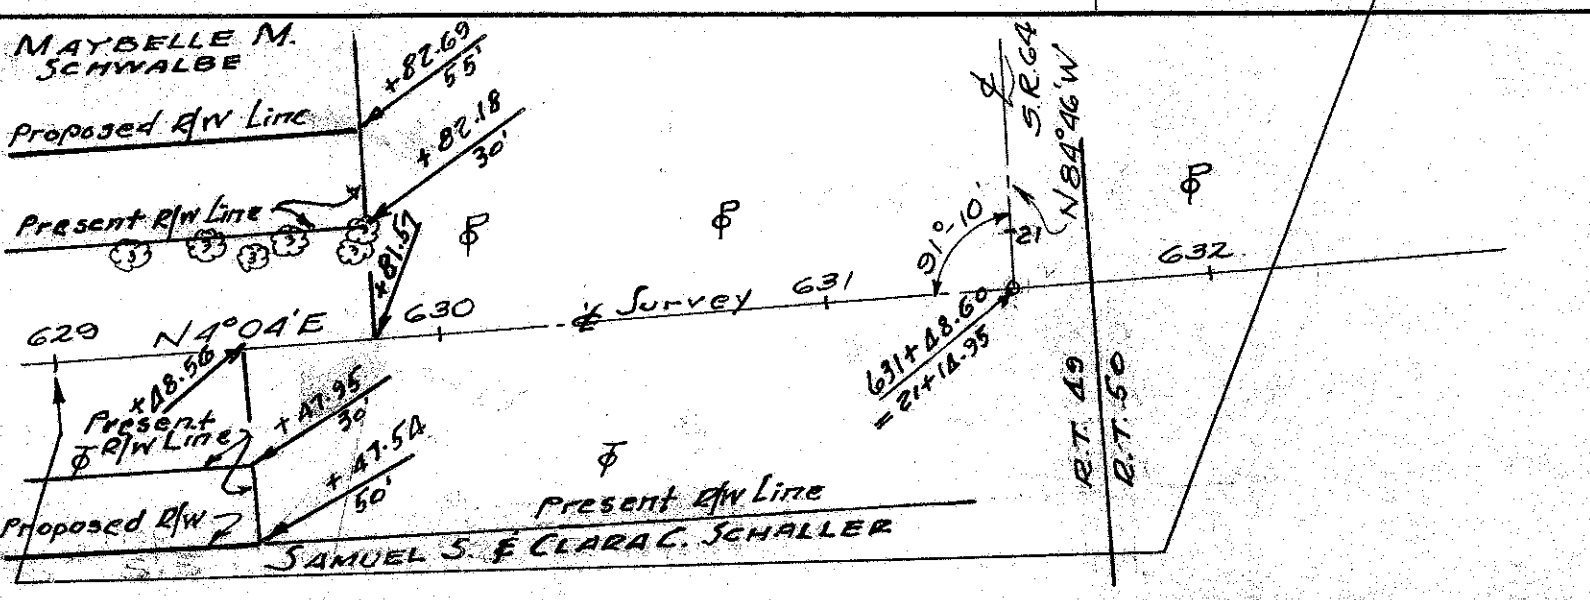 MAYBELLE M.
SCHWALBE
Proposed R/W Line
Present R/W Line
+82.69
55'
+82.18
30'
+81.57
℄
S.R.64
N84°46'W
91°-10'
21
629
N4°04'E
630
℄ Survey
631
632
+48.56
+47.95
30'
+47.54
50'
631+48.60
= 21+14.95
Present
R/W Line
Proposed R/W
Present R/W Line
SAMUEL S. & CLARA C. SCHALLER
R.T. 49
R.T. 50